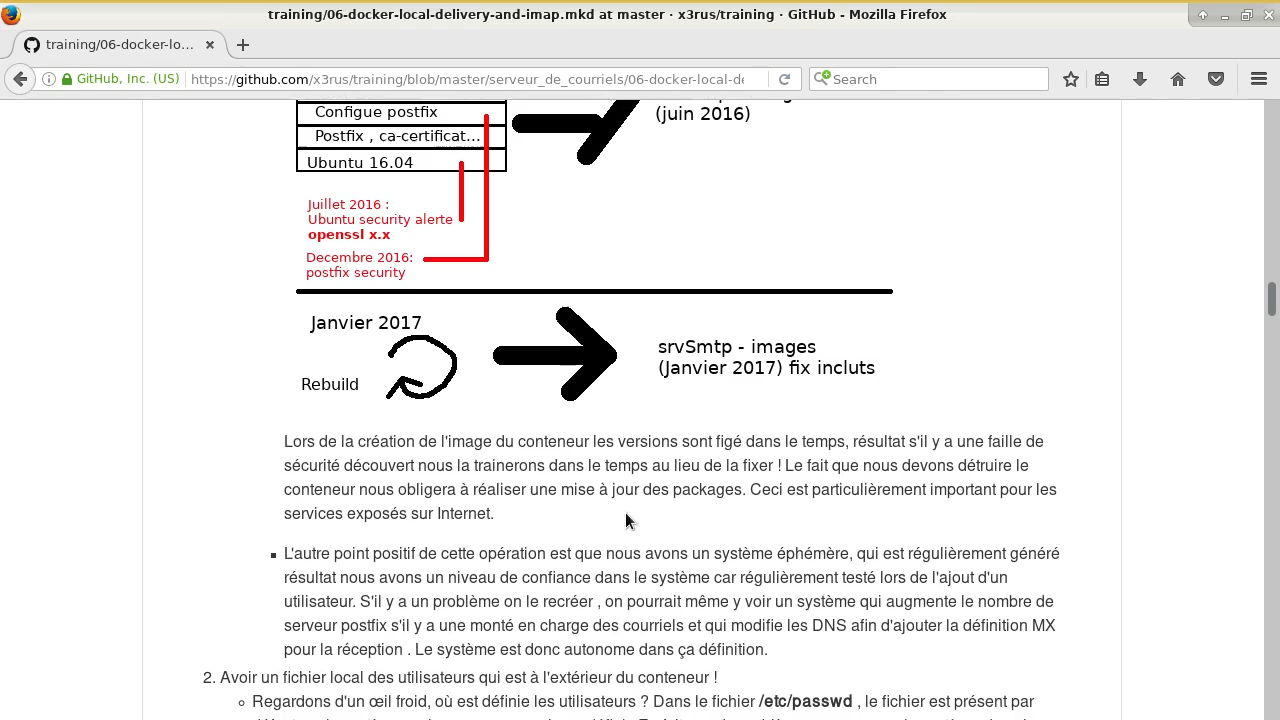 training/06-docker-local-delivery-and-imap.mkd at master · x3rus/training · GitHub - Mozilla Firefox
training/06-docker-lo...
GitHub, Inc. (US)
https://github.com/x3rus/training/blob/master/serveur_de_courriels/06-docker-local-de
Search
Configue postfix
(juin 2016)
Postfix , ca-certificat...
Ubuntu 16.04
Juillet 2016 :
Ubuntu security alerte
openssl x.x
Decembre 2016:
postfix security
Janvier 2017
srvSmtp - images
(Janvier 2017) fix incluts
Rebuild
Lors de la création de l'image du conteneur les versions sont figé dans le temps, résultat s'il y a une faille de
sécurité découvert nous la trainerons dans le temps au lieu de la fixer ! Le fait que nous devons détruire le
conteneur nous obligera à réaliser une mise à jour des packages. Ceci est particulièrement important pour les
services exposés sur Internet.
L'autre point positif de cette opération est que nous avons un système éphémère, qui est régulièrement généré
résultat nous avons un niveau de confiance dans le système car régulièrement testé lors de l'ajout d'un
utilisateur. S'il y a un problème on le recréer , on pourrait même y voir un système qui augmente le nombre de
serveur postfix s'il y a une monté en charge des courriels et qui modifie les DNS afin d'ajouter la définition MX
pour la réception . Le système est donc autonome dans ça définition.
2. Avoir un fichier local des utilisateurs qui est à l'extérieur du conteneur !
Regardons d'un œil froid, où est définie les utilisateurs ? Dans le fichier /etc/passwd , le fichier est présent par